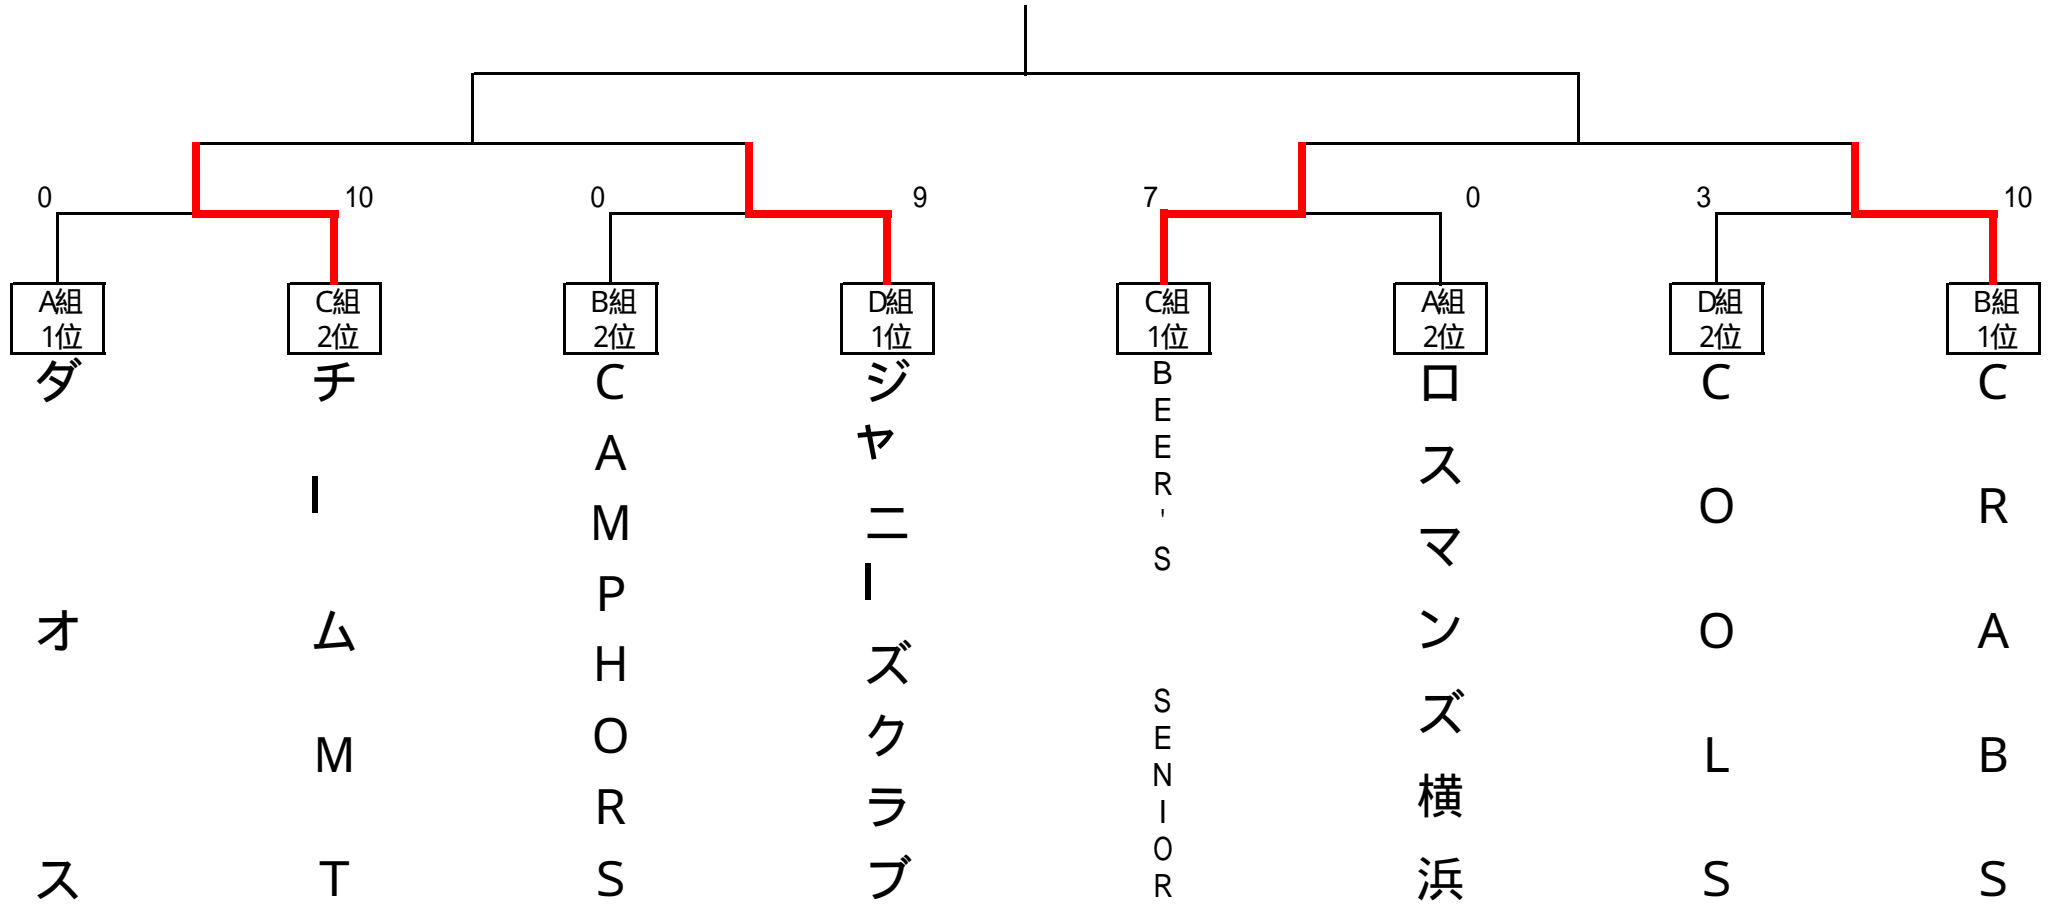 0 10 0 9 7 0 3 10
A組 C組 B組 D組 C組 A組 D組 B組
1位 2位 2位 1位 1位 2位 2位 1位
ダオス
チームMT
CAMPHORS
ジャニーズクラブ
BEER'S SENIOR
ロスマンズ横浜
COOLS
CRABS